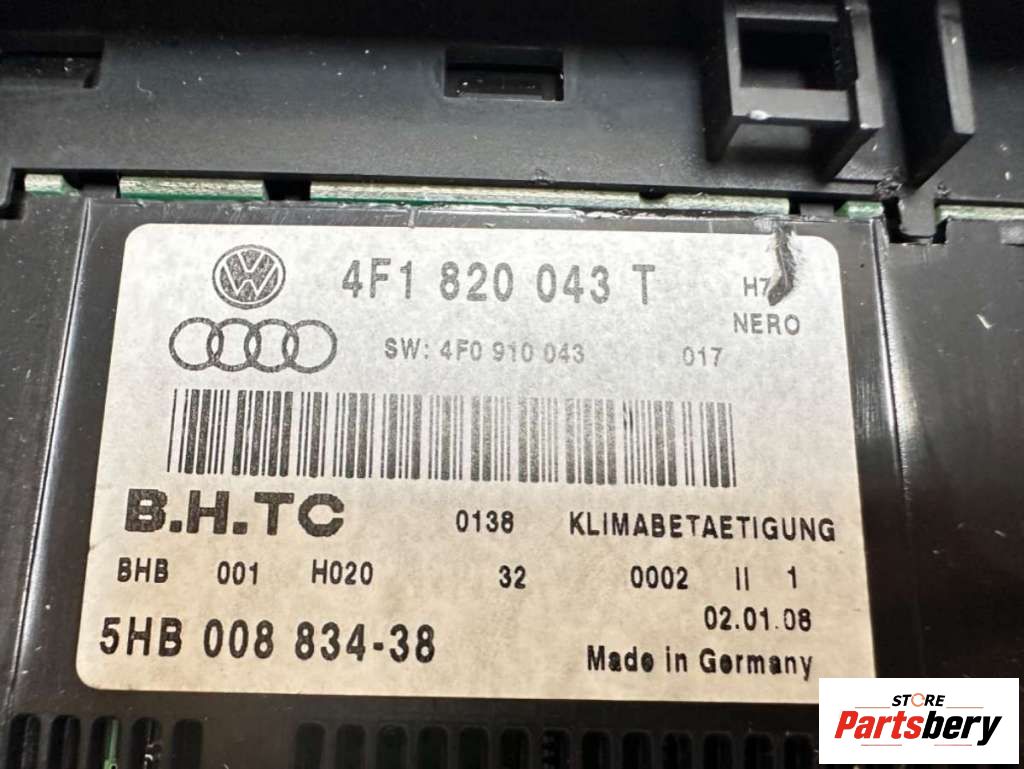 4F1 820 043 T
NERO
SW: 4F0 910 043 017
B.H.TC 0138 KLIMABETAETIGUNG
BHB 001 H020 32 0002 II 1
02.01.08
5HB 008 834-38
Made in Germany
STORE
Partsbery